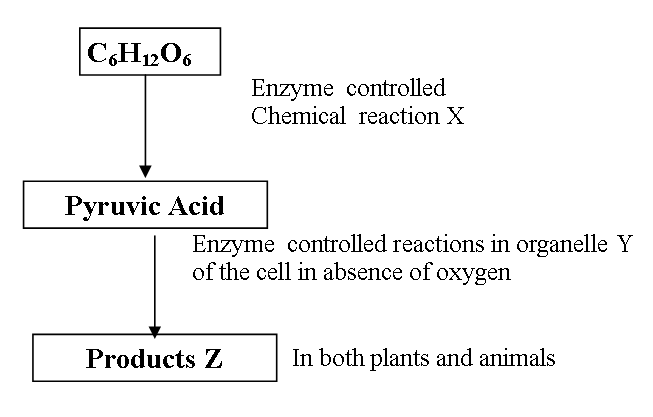 C₆H₁₂O₆
Enzyme controlled
Chemical reaction X
Pyruvic Acid
Enzyme controlled reactions in organelle Y
of the cell in absence of oxygen
Products Z
In both plants and animals